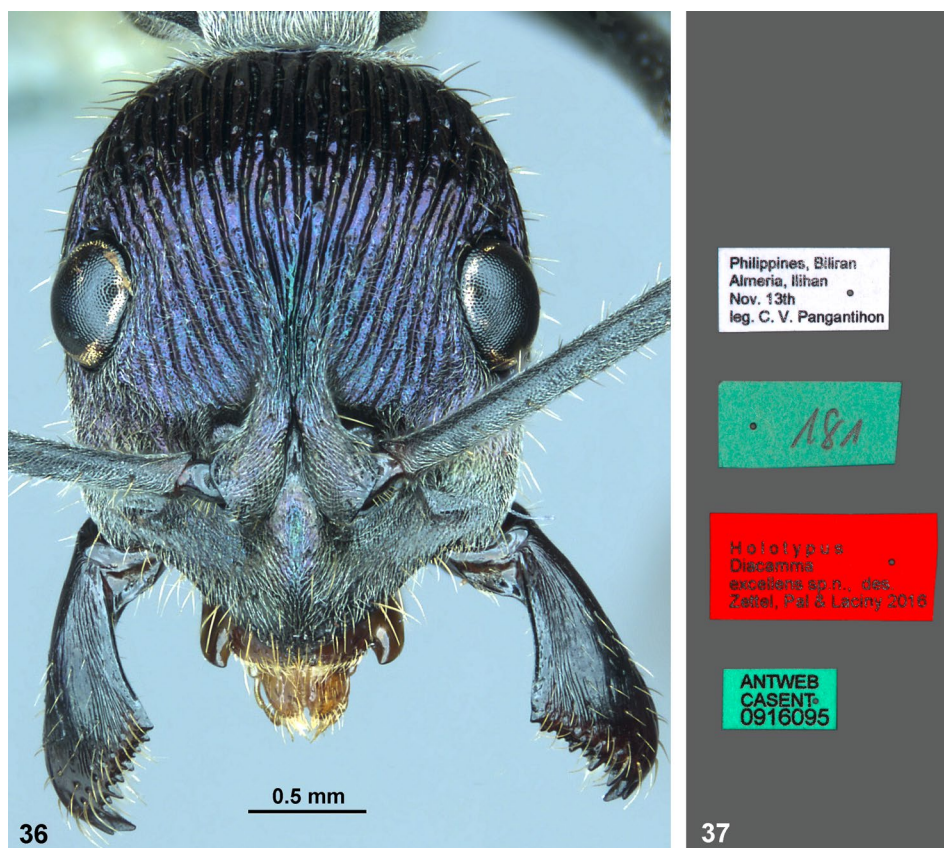 0.5 mm
36
Philippines, Biliran
Almeria, Ilihan
Nov. 13th
leg. C. V. Pangantihon
181
Holotypus
Diacamma
excellens sp.n., des.
Zettel, Pal & Laciny 2016
ANTWEB
CASENT
0916095
37